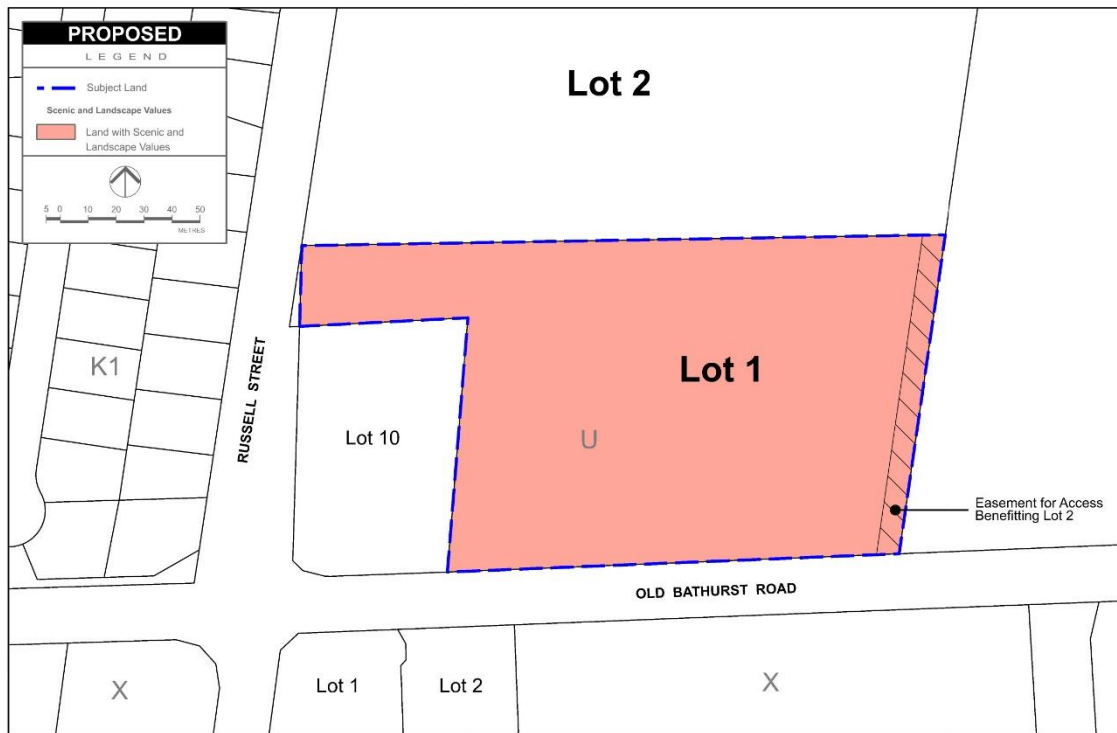 PROPOSED
LEGEND
Subject Land
Scenic and Landscape Values
Land with Scenic and
Landscape Values
5 0 10 20 30 40 50
METRES
Lot 2
K1
RUSSELL STREET
Lot 10
Lot 1
U
Easement for Access
Benefitting Lot 2
OLD BATHURST ROAD
X
Lot 1
Lot 2
X